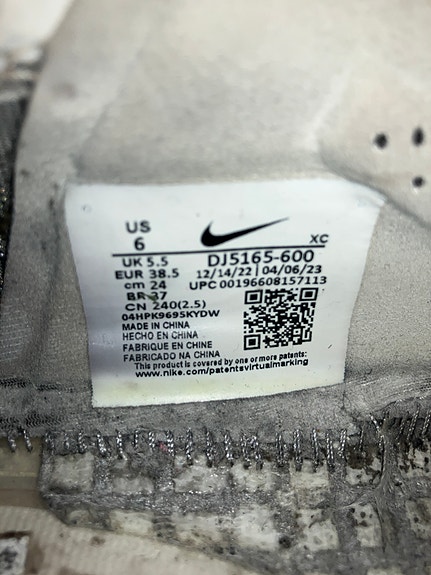 US
6
XC
UK 5.5
DJ5165-600
EUR 38.5
12/14/22 | 04/06/23
cm 24
UPC 00196608157113
BR 37
CN 240(2.5)
04HPK9695KYDW
MADE IN CHINA
HECHO EN CHINA
FABRIQUE EN CHINE
FABRICADO NA CHINA
This product is covered by one or more patents:
www.nike.com/patentsvirtualmarking